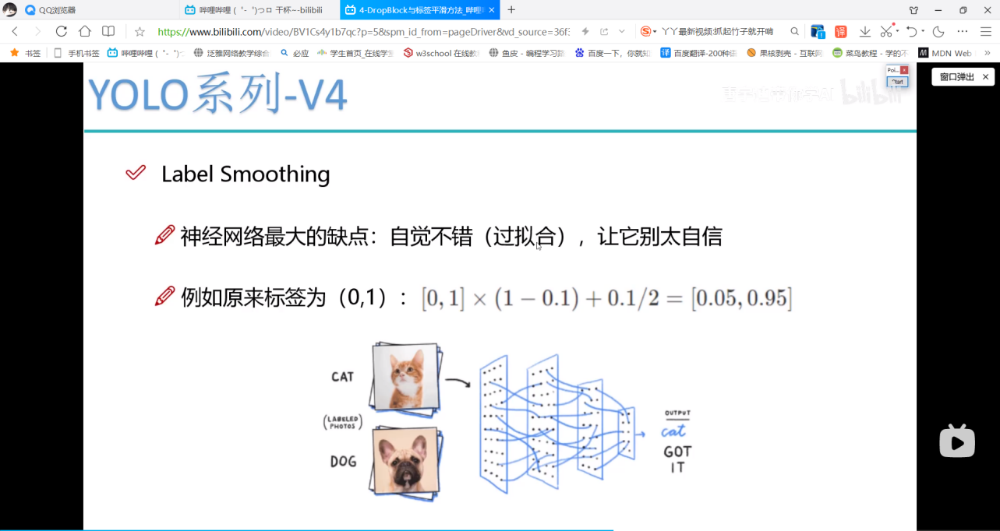 QQ浏览器
哔哩哔哩 (゜-゜)つロ 干杯~-bilibili
4-DropBlock与标签平滑方法_哔哩
https://www.bilibili.com/video/BV1Cs4y1b7qc?p=5&spm_id_from=pageDriver&vd_source=36f
丫丫最新视频:抓起竹子就开啃
书签
手机书签
哔哩哔哩 (゜-゜)つ
泛雅网络教学综合
必应
学生首页_在线学
w3school 在线教
鱼皮 - 编程学习路
百度一下,你就知
百度翻译-200种语
果核剥壳 - 互联网
菜鸟教程 - 学的不
MDN Web
YOLO系列-V4
Poi...
Start
bilibili
窗口弹出
Label Smoothing
神经网络最大的缺点：自觉不错（过拟合），让它别太自信
例如原来标签为（0,1）： [0, 1] × (1 − 0.1) + 0.1/2 = [0.05, 0.95]
CAT
(LABELED PHOTOS)
DOG
OUTPUT
cat
GOT
IT